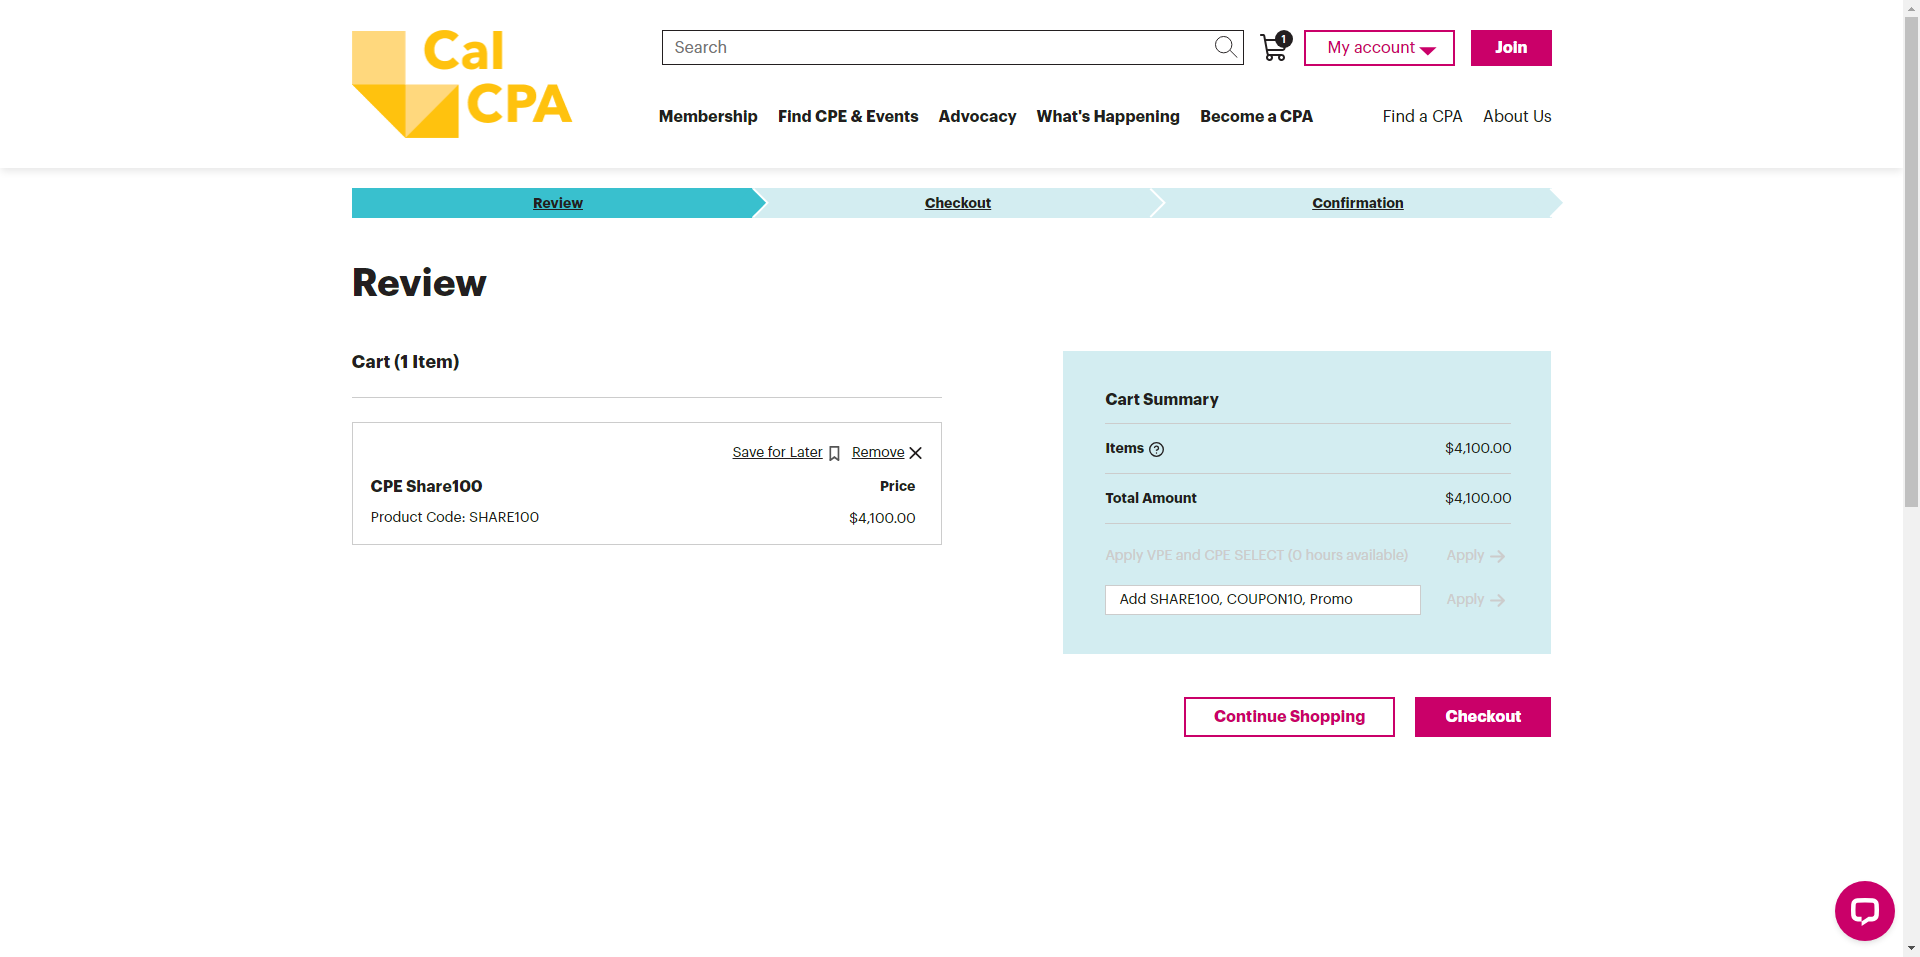 Cal
CPA
Search
1
My account
Join
Membership Find CPE & Events Advocacy What's Happening Become a CPA Find a CPA About Us
Review Checkout Confirmation
Review
Cart (1 Item)
Save for Later Remove
CPE Share100 Price
Product Code: SHARE100 $4,100.00
Cart Summary
Items ? $4,100.00
Total Amount $4,100.00
Apply VPE and CPE SELECT (0 hours available) Apply
Add SHARE100, COUPON10, Promo Apply
Continue Shopping Checkout